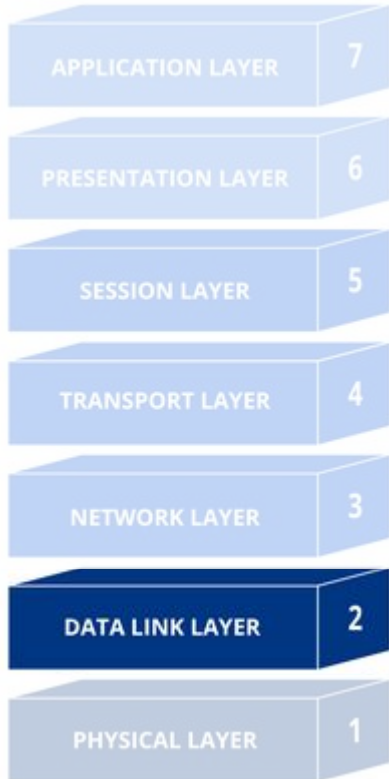 APPLICATION LAYER 7
PRESENTATION LAYER 6
SESSION LAYER 5
TRANSPORT LAYER 4
NETWORK LAYER 3
DATA LINK LAYER 2
PHYSICAL LAYER 1